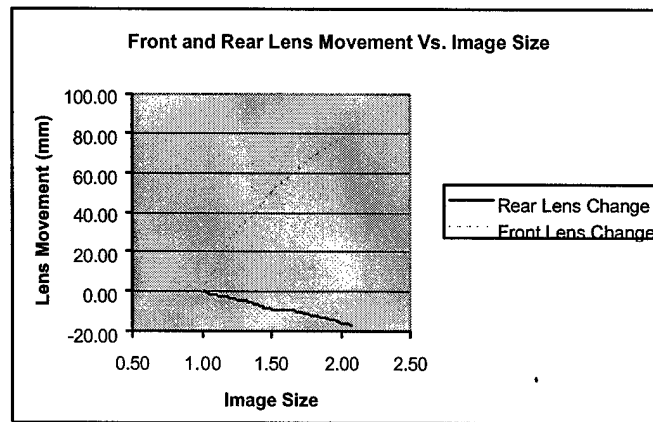 Front and Rear Lens Movement Vs. Image Size
100.00
80.00
60.00
40.00
20.00
0.00
-20.00
Lens Movement (mm)
0.50 1.00 1.50 2.00 2.50
Image Size
Rear Lens Change
Front Lens Change